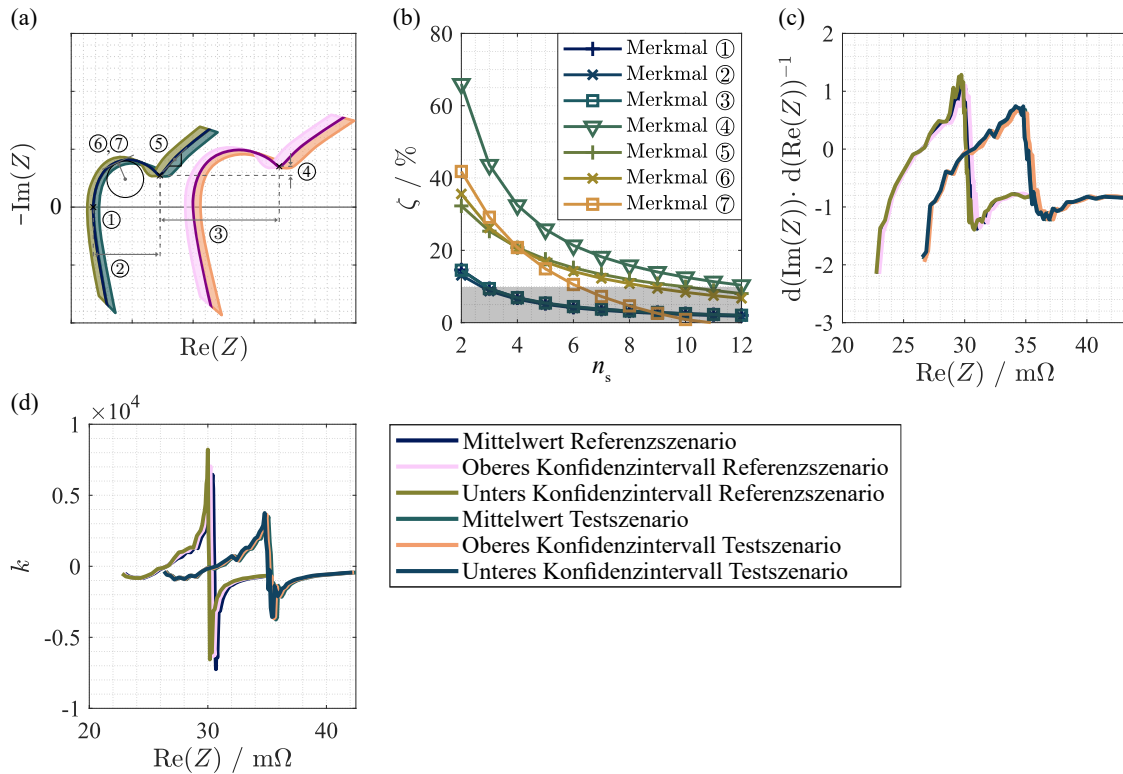 (a)
−Im(Z)
0
⑥,⑦
⑤
④
①
③
②
Re(Z)
(b)
ζ / %
80
60
40
20
0
2
4
6
8
10
12
n_s
Merkmal ①
Merkmal ②
Merkmal ③
Merkmal ④
Merkmal ⑤
Merkmal ⑥
Merkmal ⑦
(c)
d(Im(Z))· d(Re(Z))⁻¹
2
1
0
-1
-2
-3
20
25
30
35
40
Re(Z) / mΩ
(d)
×10⁴
k
1
0.5
0
-0.5
-1
20
30
40
Re(Z) / mΩ
Mittelwert Referenzszenario
Oberes Konfidenzintervall Referenzszenario
Unters Konfidenzintervall Referenzszenario
Mittelwert Testszenario
Oberes Konfidenzintervall Testszenario
Unteres Konfidenzintervall Testszenario